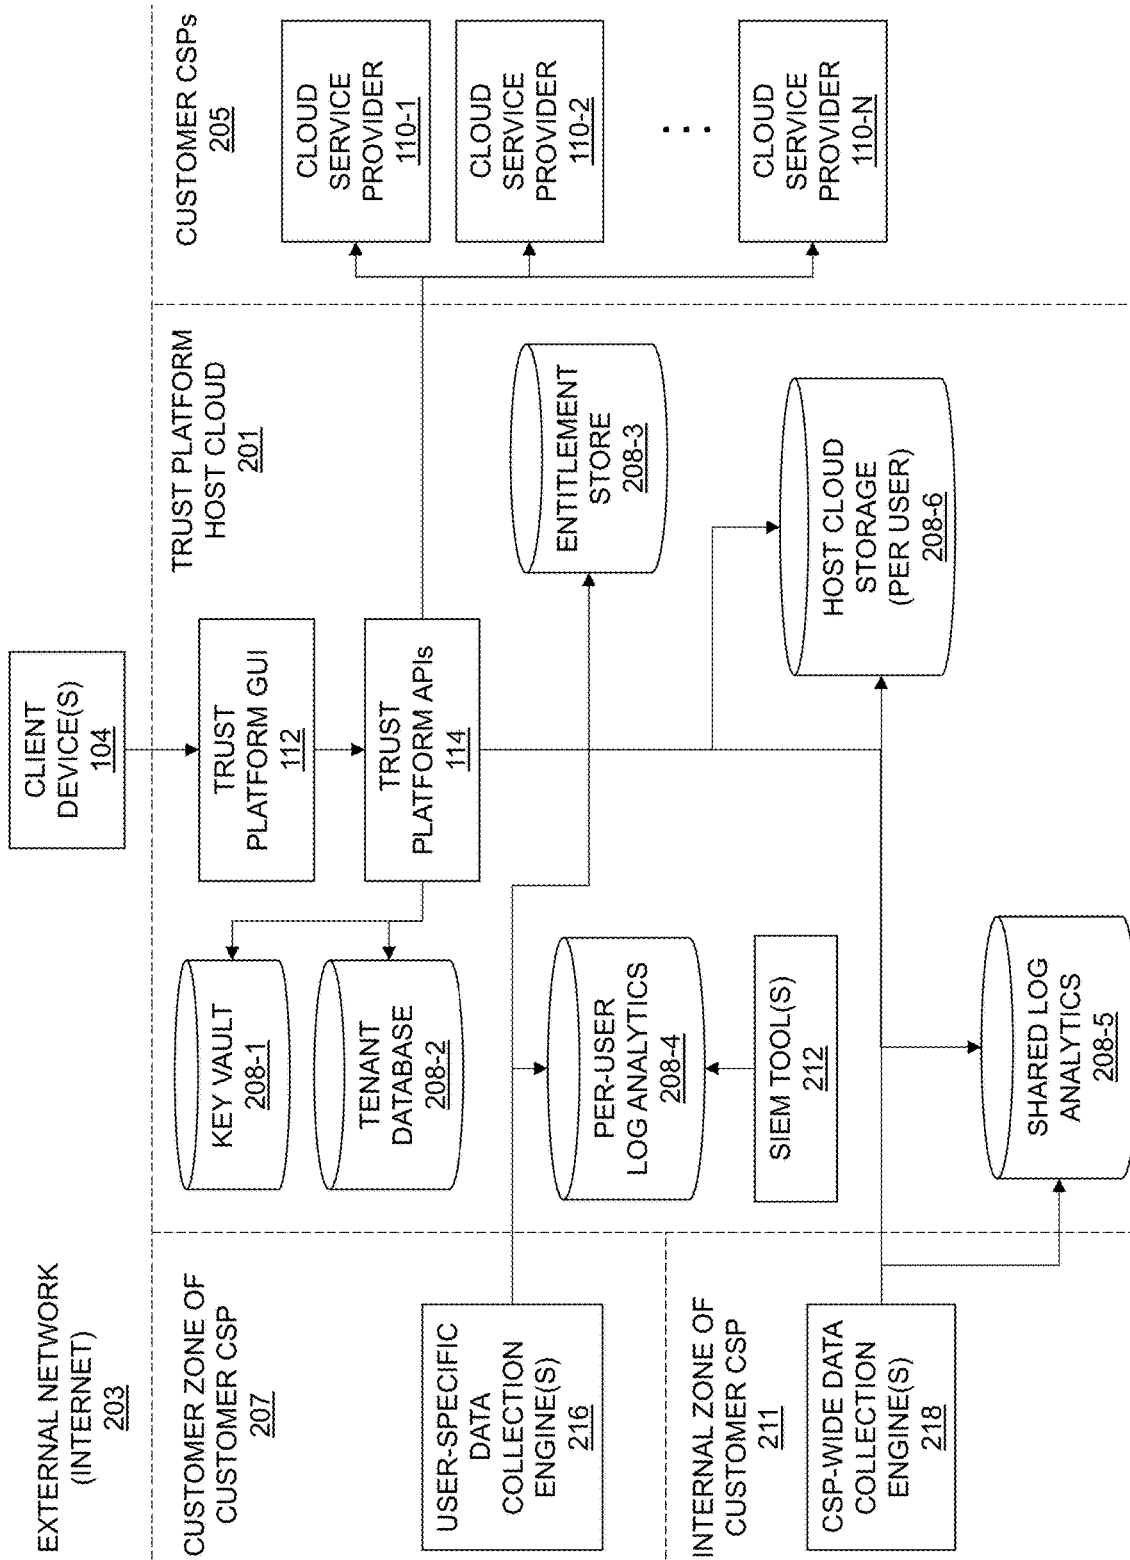 EXTERNAL NETWORK
(INTERNET)
203
CLIENT
DEVICE(S)
104
CUSTOMER ZONE OF
CUSTOMER CSP
207
USER-SPECIFIC
DATA
COLLECTION
ENGINE(S)
216
INTERNAL ZONE OF
CUSTOMER CSP
211
CSP-WIDE DATA
COLLECTION
ENGINE(S)
218
TRUST PLATFORM
HOST CLOUD
201
KEY VAULT
208-1
TENANT
DATABASE
208-2
TRUST
PLATFORM GUI
112
TRUST
PLATFORM APIs
114
PER-USER
LOG ANALYTICS
208-4
SIEM TOOL(S)
212
ENTITLEMENT
STORE
208-3
HOST CLOUD
STORAGE
(PER USER)
208-6
SHARED LOG
ANALYTICS
208-5
CUSTOMER CSPs
205
CLOUD
SERVICE
PROVIDER
110-1
CLOUD
SERVICE
PROVIDER
110-2
. . .
CLOUD
SERVICE
PROVIDER
110-N